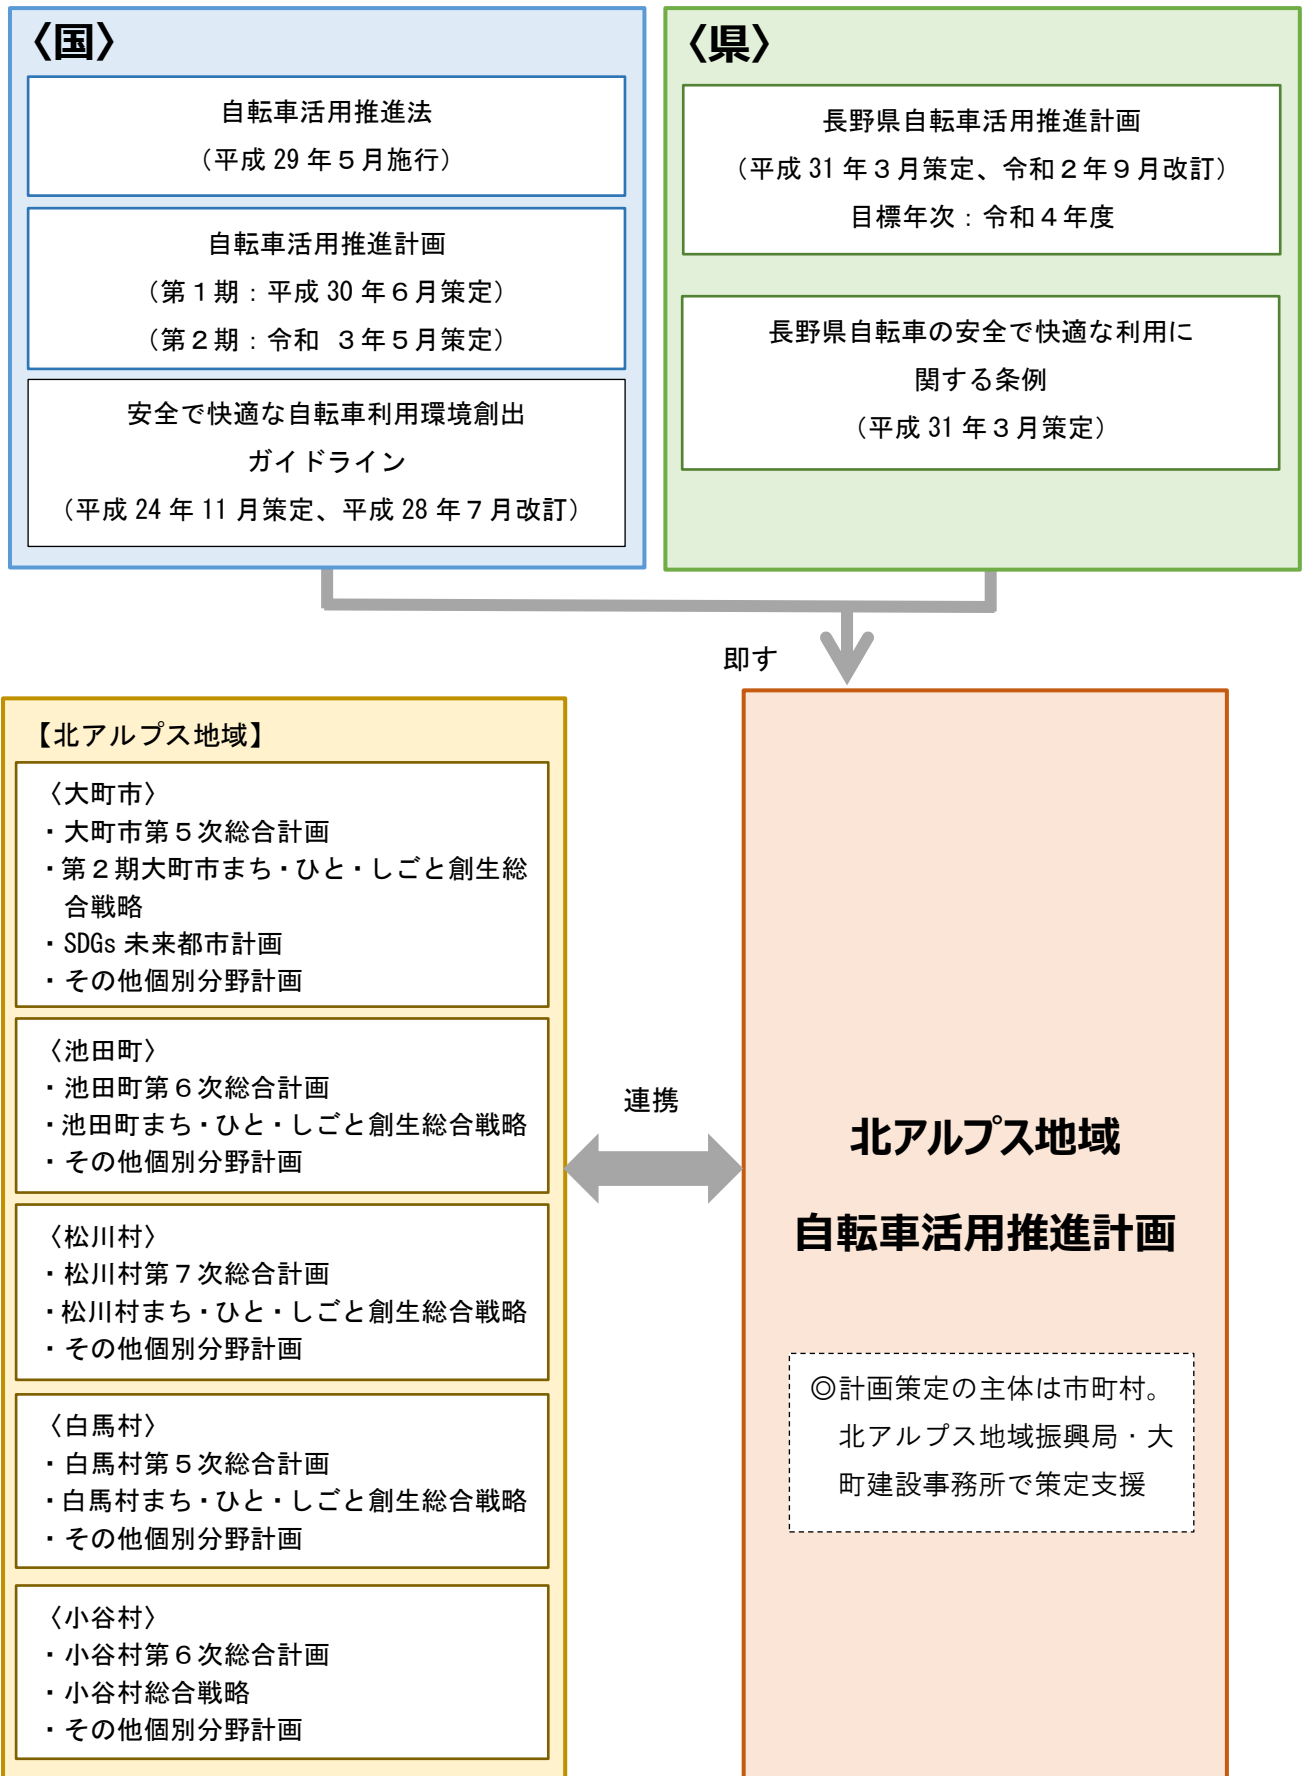 〈国〉
自転車活用推進法
（平成 29 年５月施行）
自転車活用推進計画
（第１期：平成 30 年６月策定）
（第２期：令和 ３年５月策定）
安全で快適な自転車利用環境創出
ガイドライン
（平成 24 年 11 月策定、平成 28 年７月改訂）
〈県〉
長野県自転車活用推進計画
（平成 31 年３月策定、令和２年９月改訂）
目標年次：令和４年度
長野県自転車の安全で快適な利用に
関する条例
（平成 31 年３月策定）
即す
【北アルプス地域】
〈大町市〉
・大町市第５次総合計画
・第２期大町市まち・ひと・しごと創生総
合戦略
・SDGs 未来都市計画
・その他個別分野計画
〈池田町〉
・池田町第６次総合計画
・池田町まち・ひと・しごと創生総合戦略
・その他個別分野計画
〈松川村〉
・松川村第７次総合計画
・松川村まち・ひと・しごと創生総合戦略
・その他個別分野計画
〈白馬村〉
・白馬村第５次総合計画
・白馬村まち・ひと・しごと創生総合戦略
・その他個別分野計画
〈小谷村〉
・小谷村第６次総合計画
・小谷村総合戦略
・その他個別分野計画
連携
北アルプス地域
自転車活用推進計画
◎計画策定の主体は市町村。
北アルプス地域振興局・大
町建設事務所で策定支援